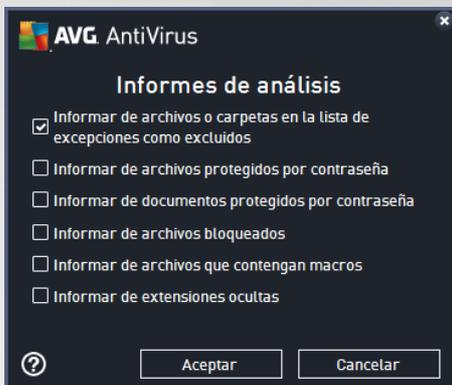 AVG. AntiVirus
Informes de análisis
Informar de archivos o carpetas en la lista de
excepciones como excluidos
Informar de archivos protegidos por contraseña
Informar de documentos protegidos por contraseña
Informar de archivos bloqueados
Informar de archivos que contengan macros
Informar de extensiones ocultas
?
Aceptar
Cancelar